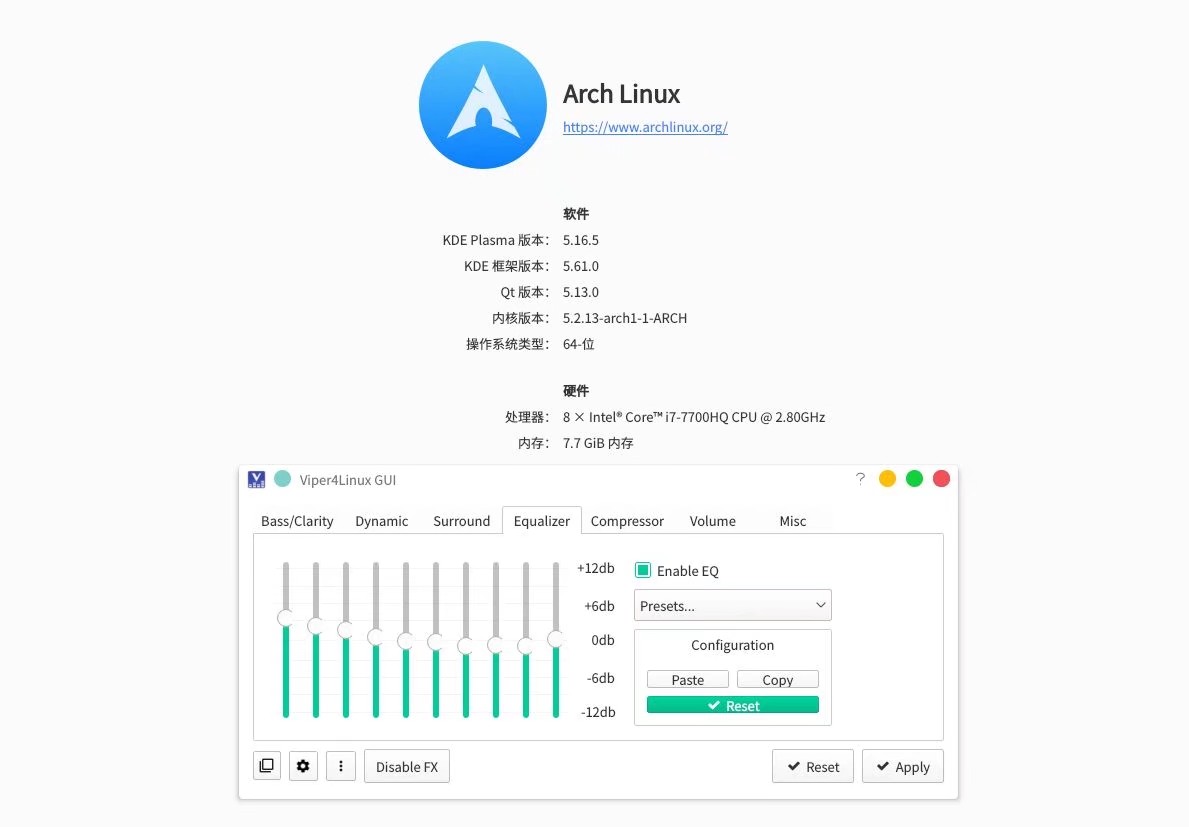 Arch Linux
https://www.archlinux.org/
软件
KDE Plasma 版本： 5.16.5
KDE 框架版本： 5.61.0
Qt 版本： 5.13.0
内核版本： 5.2.13-arch1-1-ARCH
操作系统类型： 64-位
硬件
处理器： 8 × Intel® Core™ i7-7700HQ CPU @ 2.80GHz
内存： 7.7 GiB 内存
Viper4Linux GUI ?
Bass/Clarity Dynamic Surround Equalizer Compressor Volume Misc
+12db
Enable EQ
+6db
Presets...
0db
Configuration
-6db
Paste Copy
-12db
Reset
Disable FX Reset Apply